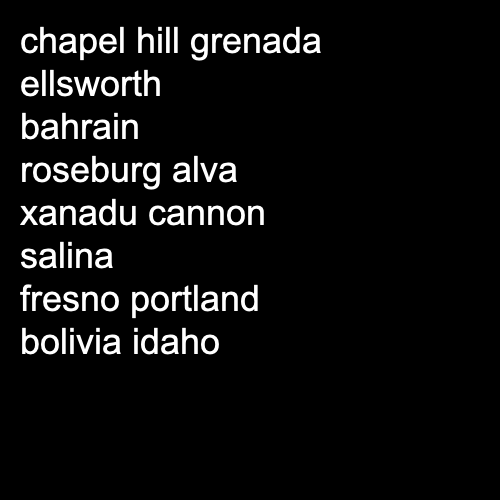 chapel hill grenada
ellsworth
bahrain
roseburg alva
xanadu cannon
salina
fresno portland
bolivia idaho